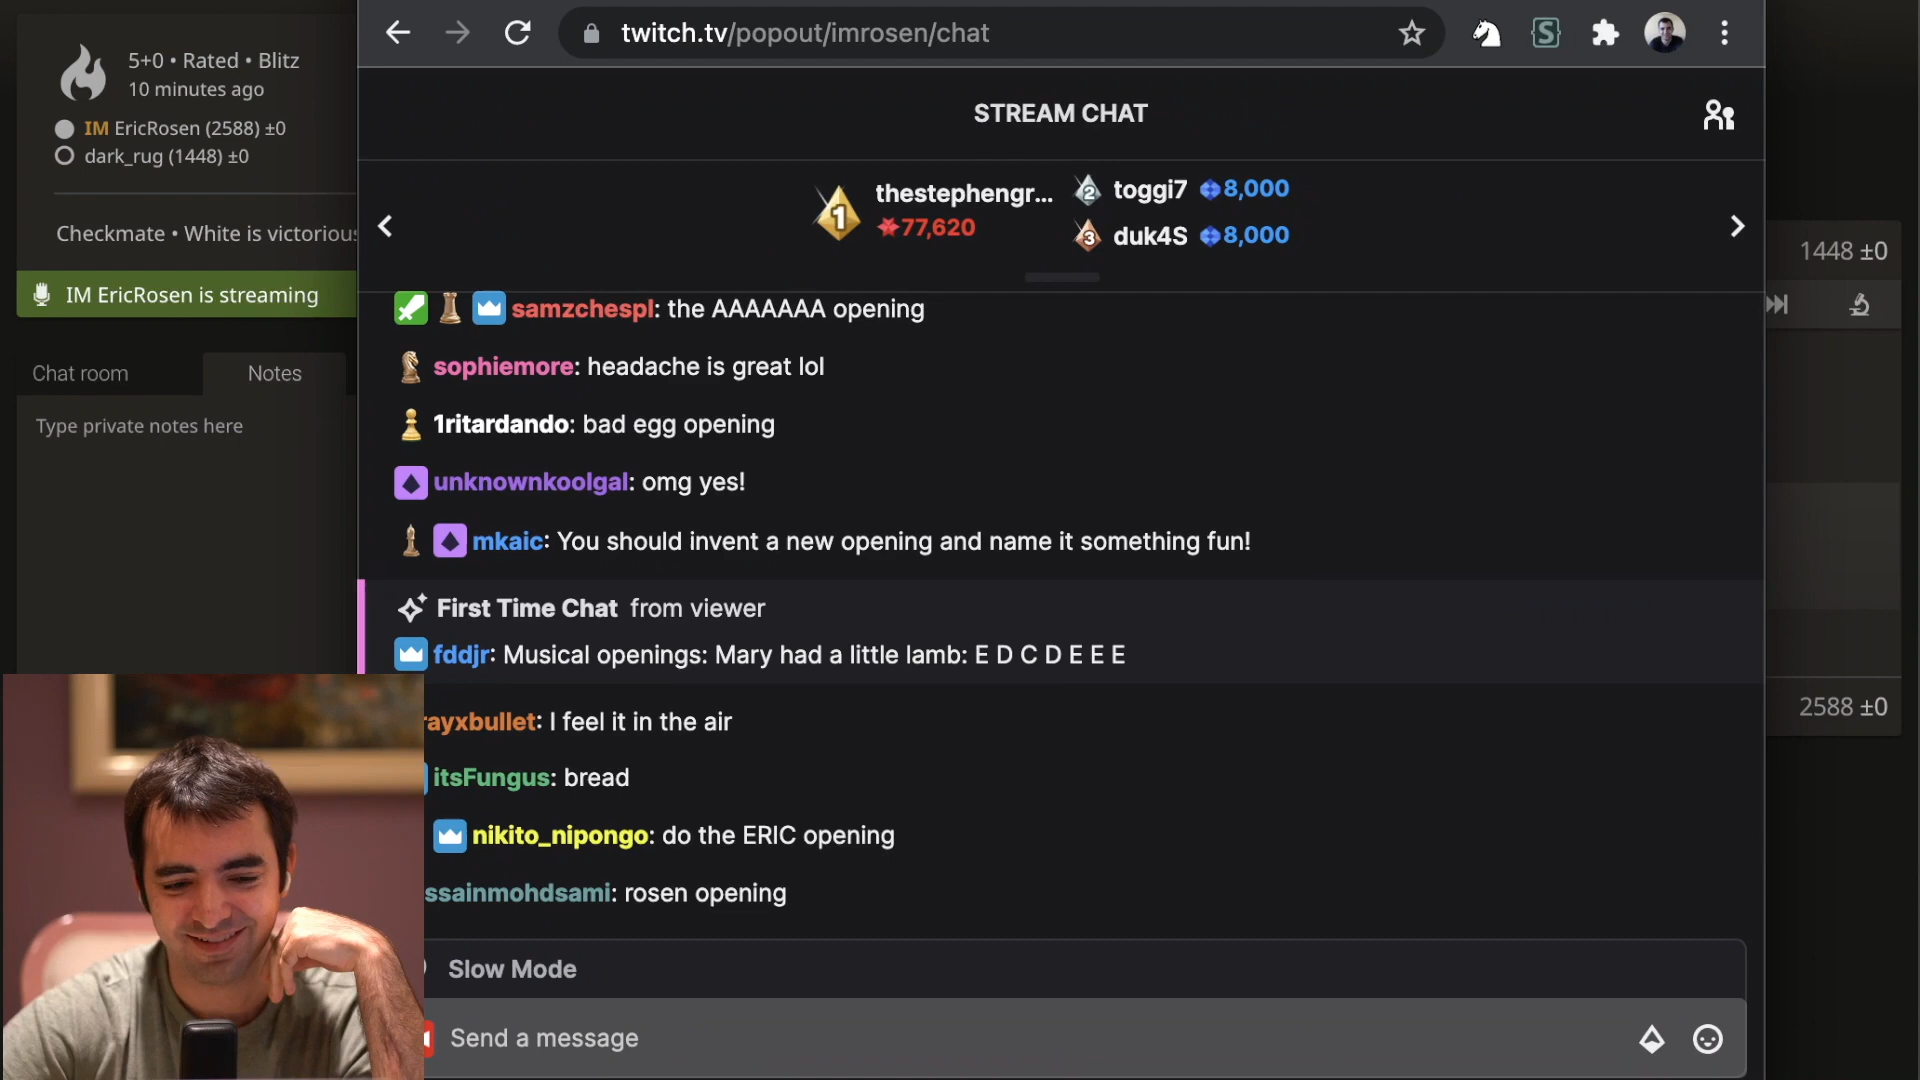 5+0 • Rated • Blitz
10 minutes ago
IM EricRosen (2588) ±0
dark_rug (1448) ±0
Checkmate • White is victorious
IM EricRosen is streaming
Chat room
Notes
Type private notes here
twitch.tv/popout/imrosen/chat
S
STREAM CHAT
1
thestephengr...
77,620
2 toggi7 8,000
3 duk4S 8,000
samzchespl: the AAAAAAA opening
sophiemore: headache is great lol
1ritardando: bad egg opening
unknownkoolgal: omg yes!
mkaic: You should invent a new opening and name it something fun!
First Time Chat from viewer
fddjr: Musical openings: Mary had a little lamb: E D C D E E E
rayxbullet: I feel it in the air
itsFungus: bread
nikito_nipongo: do the ERIC opening
ssainmohdsami: rosen opening
Slow Mode
Send a message
1448 ±0
2588 ±0